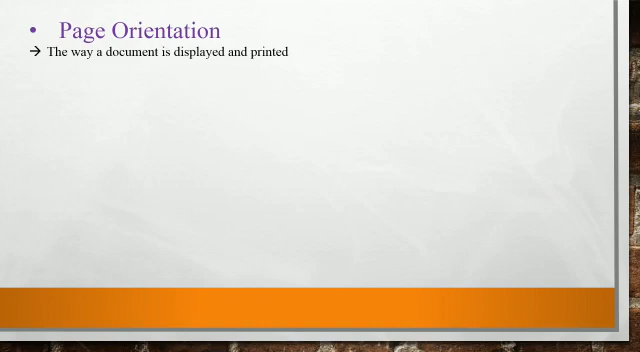 • Page Orientation
→ The way a document is displayed and printed